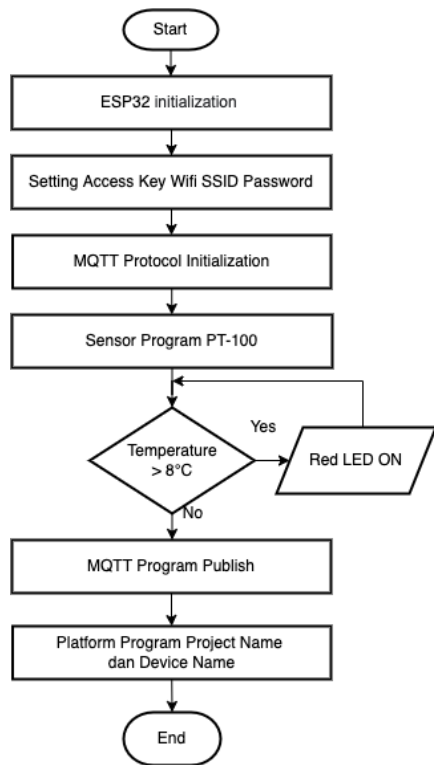 Start
ESP32 initialization
Setting Access Key Wifi SSID Password
MQTT Protocol Initialization
Sensor Program PT-100
Yes
Temperature
> 8°C
Red LED ON
No
MQTT Program Publish
Platform Program Project Name
dan Device Name
End